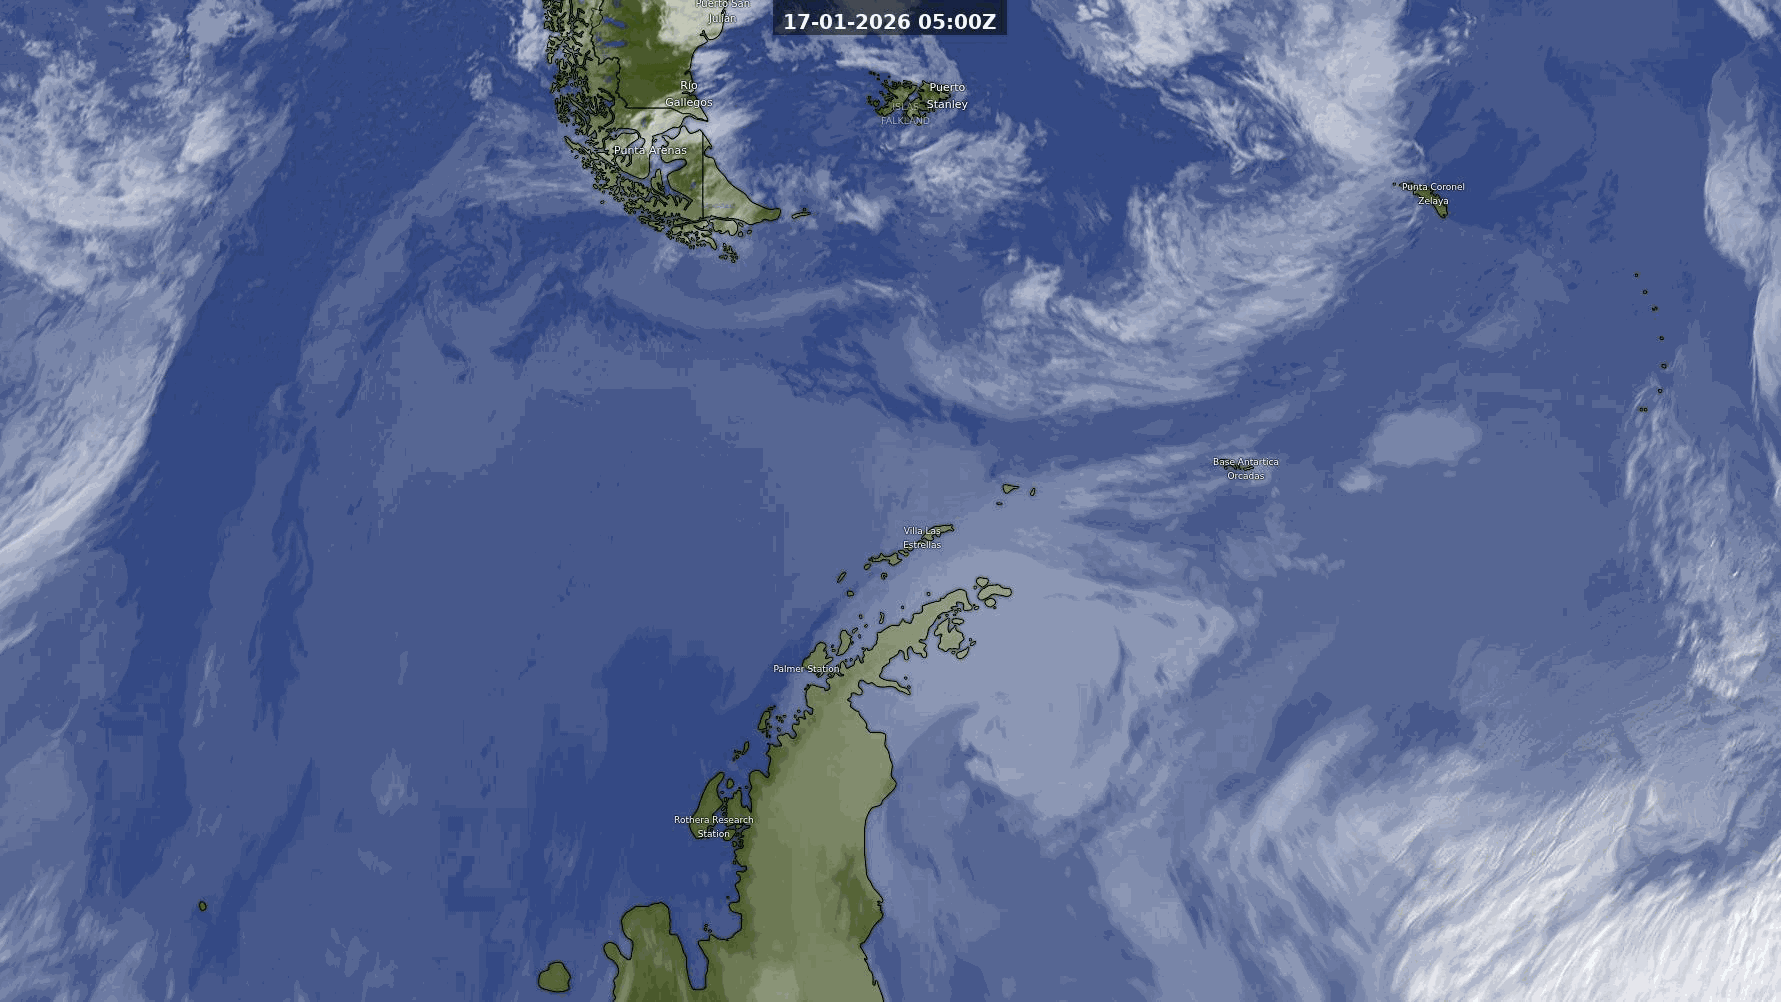 Puerto San
Julían
17-01-2026 05:00Z
Río
Gallegos
Puerto
Stanley
ISLAS
FALKLAND
Punta Arenas
Punta Coronel
Zelaya
Base Antartica
Orcadas
Villa Las
Estrellas
Palmer Station
Rothera Research
Station